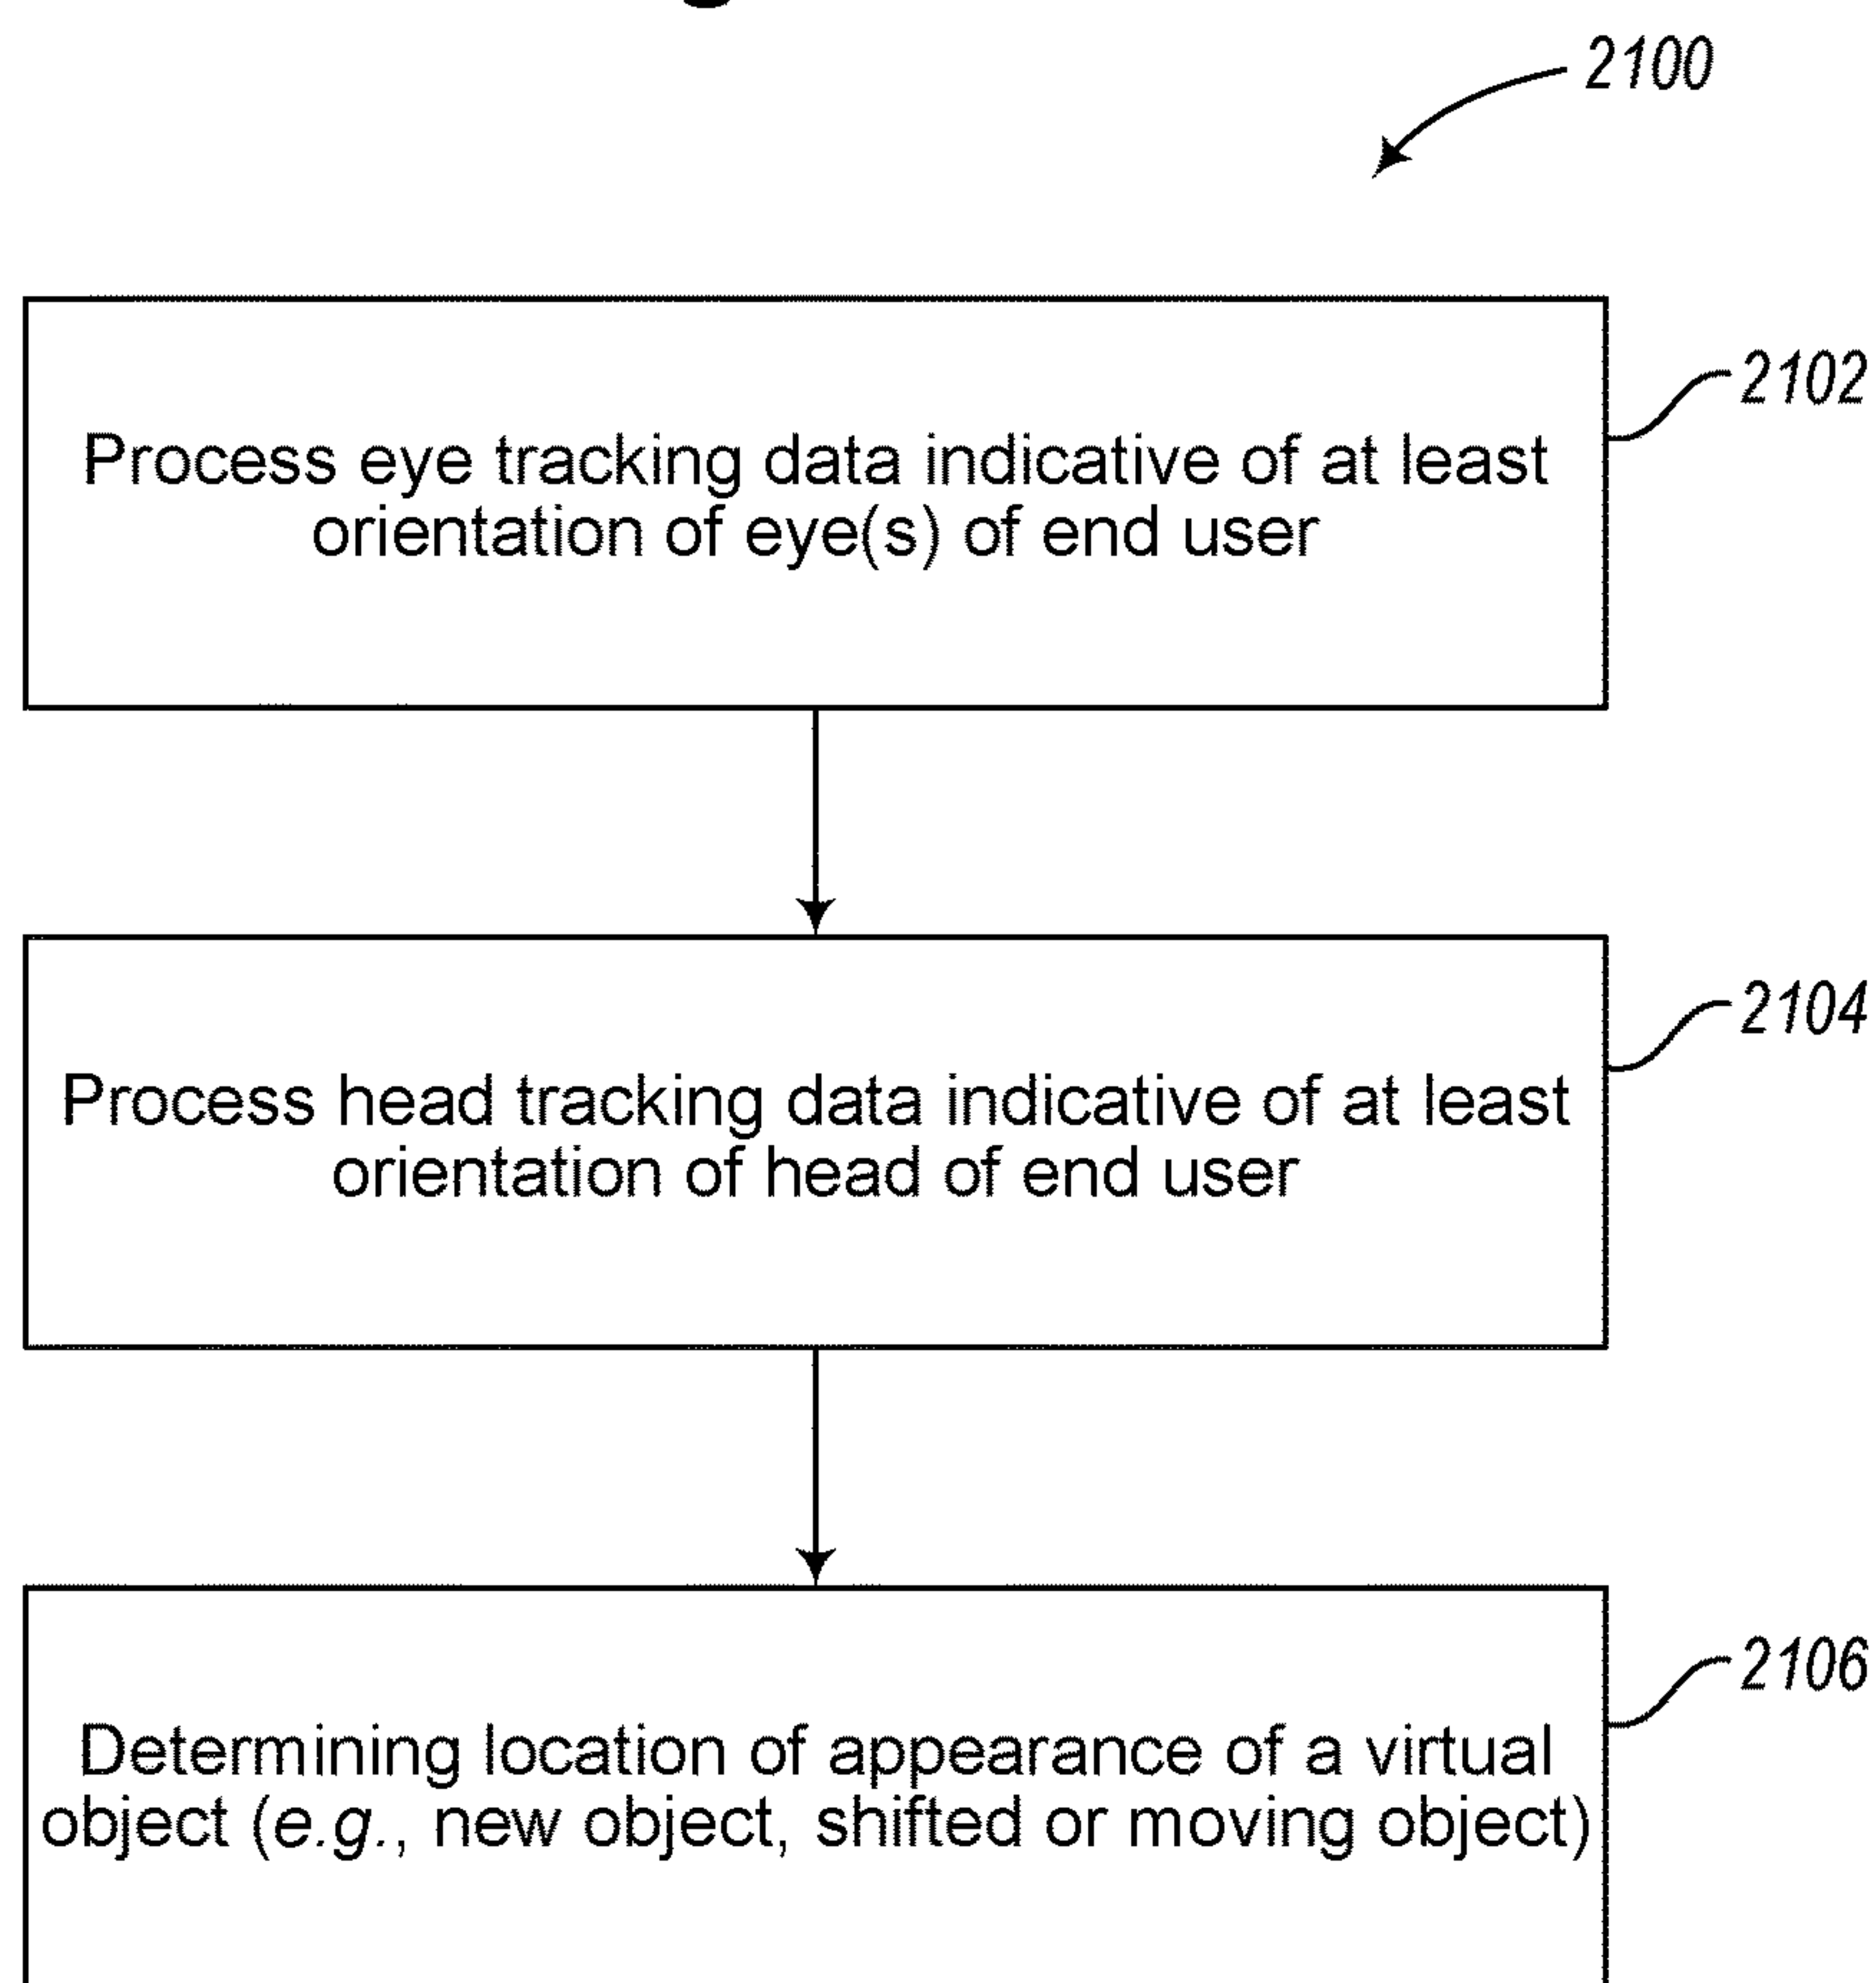 2100
Process eye tracking data indicative of at least
orientation of eye(s) of end user
2102
Process head tracking data indicative of at least
orientation of head of end user
2104
Determining location of appearance of a virtual
object (e.g., new object, shifted or moving object)
2106